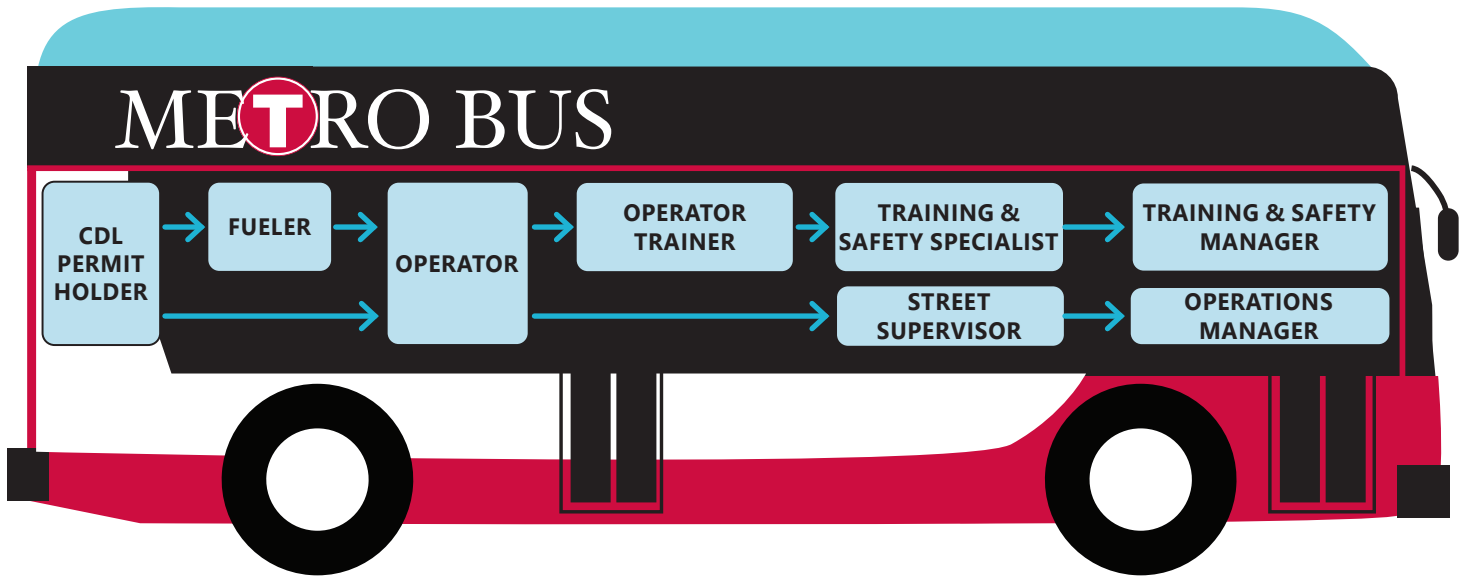 METRO BUS
CDL
PERMIT
HOLDER
FUELER
OPERATOR
OPERATOR
TRAINER
TRAINING &
SAFETY SPECIALIST
TRAINING & SAFETY
MANAGER
STREET
SUPERVISOR
OPERATIONS
MANAGER